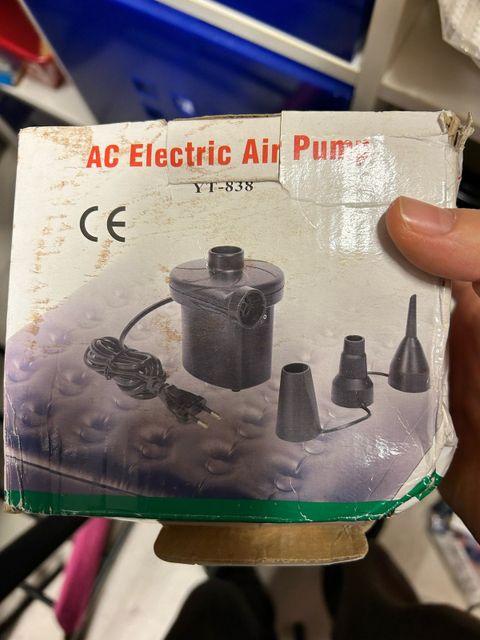 AC Electric Air Pump
YT-838
CE